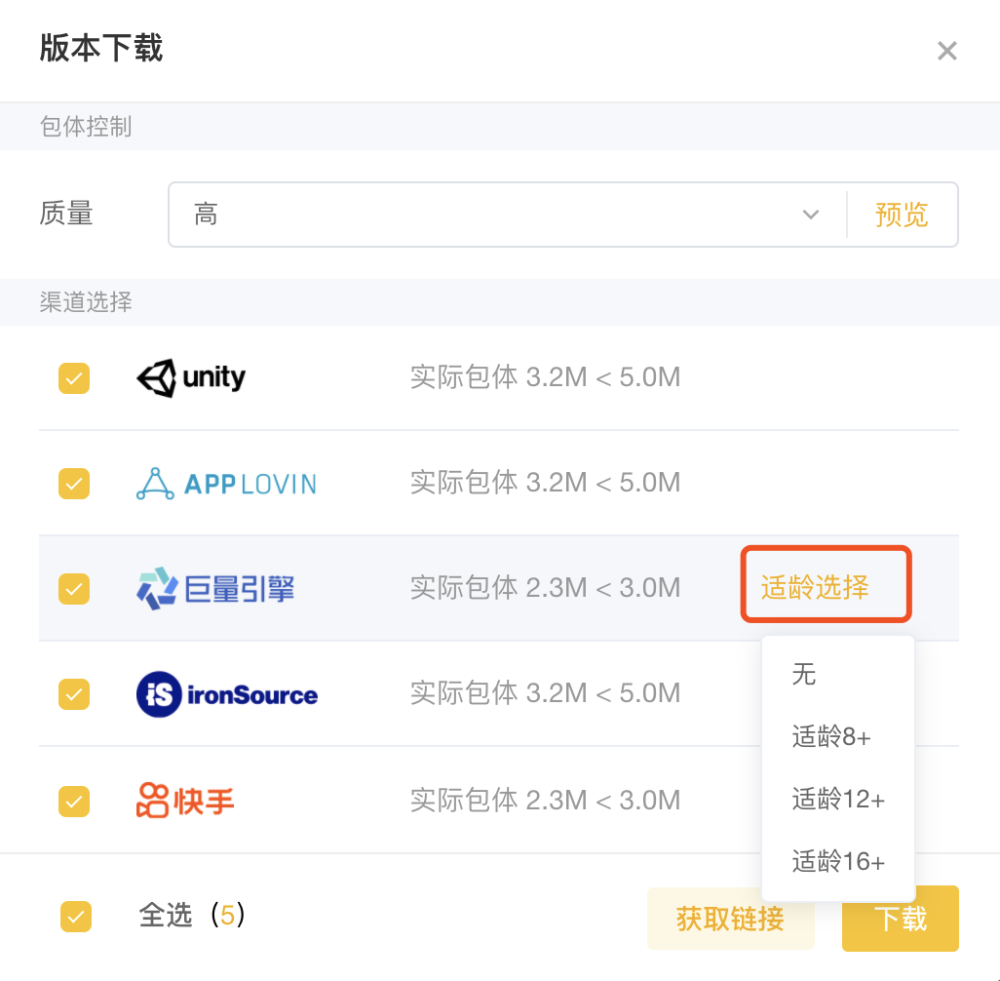 版本下载
包体控制
质量 高 预览
渠道选择
unity 实际包体 3.2M < 5.0M
APPLOVIN 实际包体 3.2M < 5.0M
巨量引擎 实际包体 2.3M < 3.0M 适龄选择
无
iS ironSource 实际包体 3.2M < 5.0M
适龄8+
适龄12+
快手 实际包体 2.3M < 3.0M
适龄16+
全选 (5) 获取链接 下载